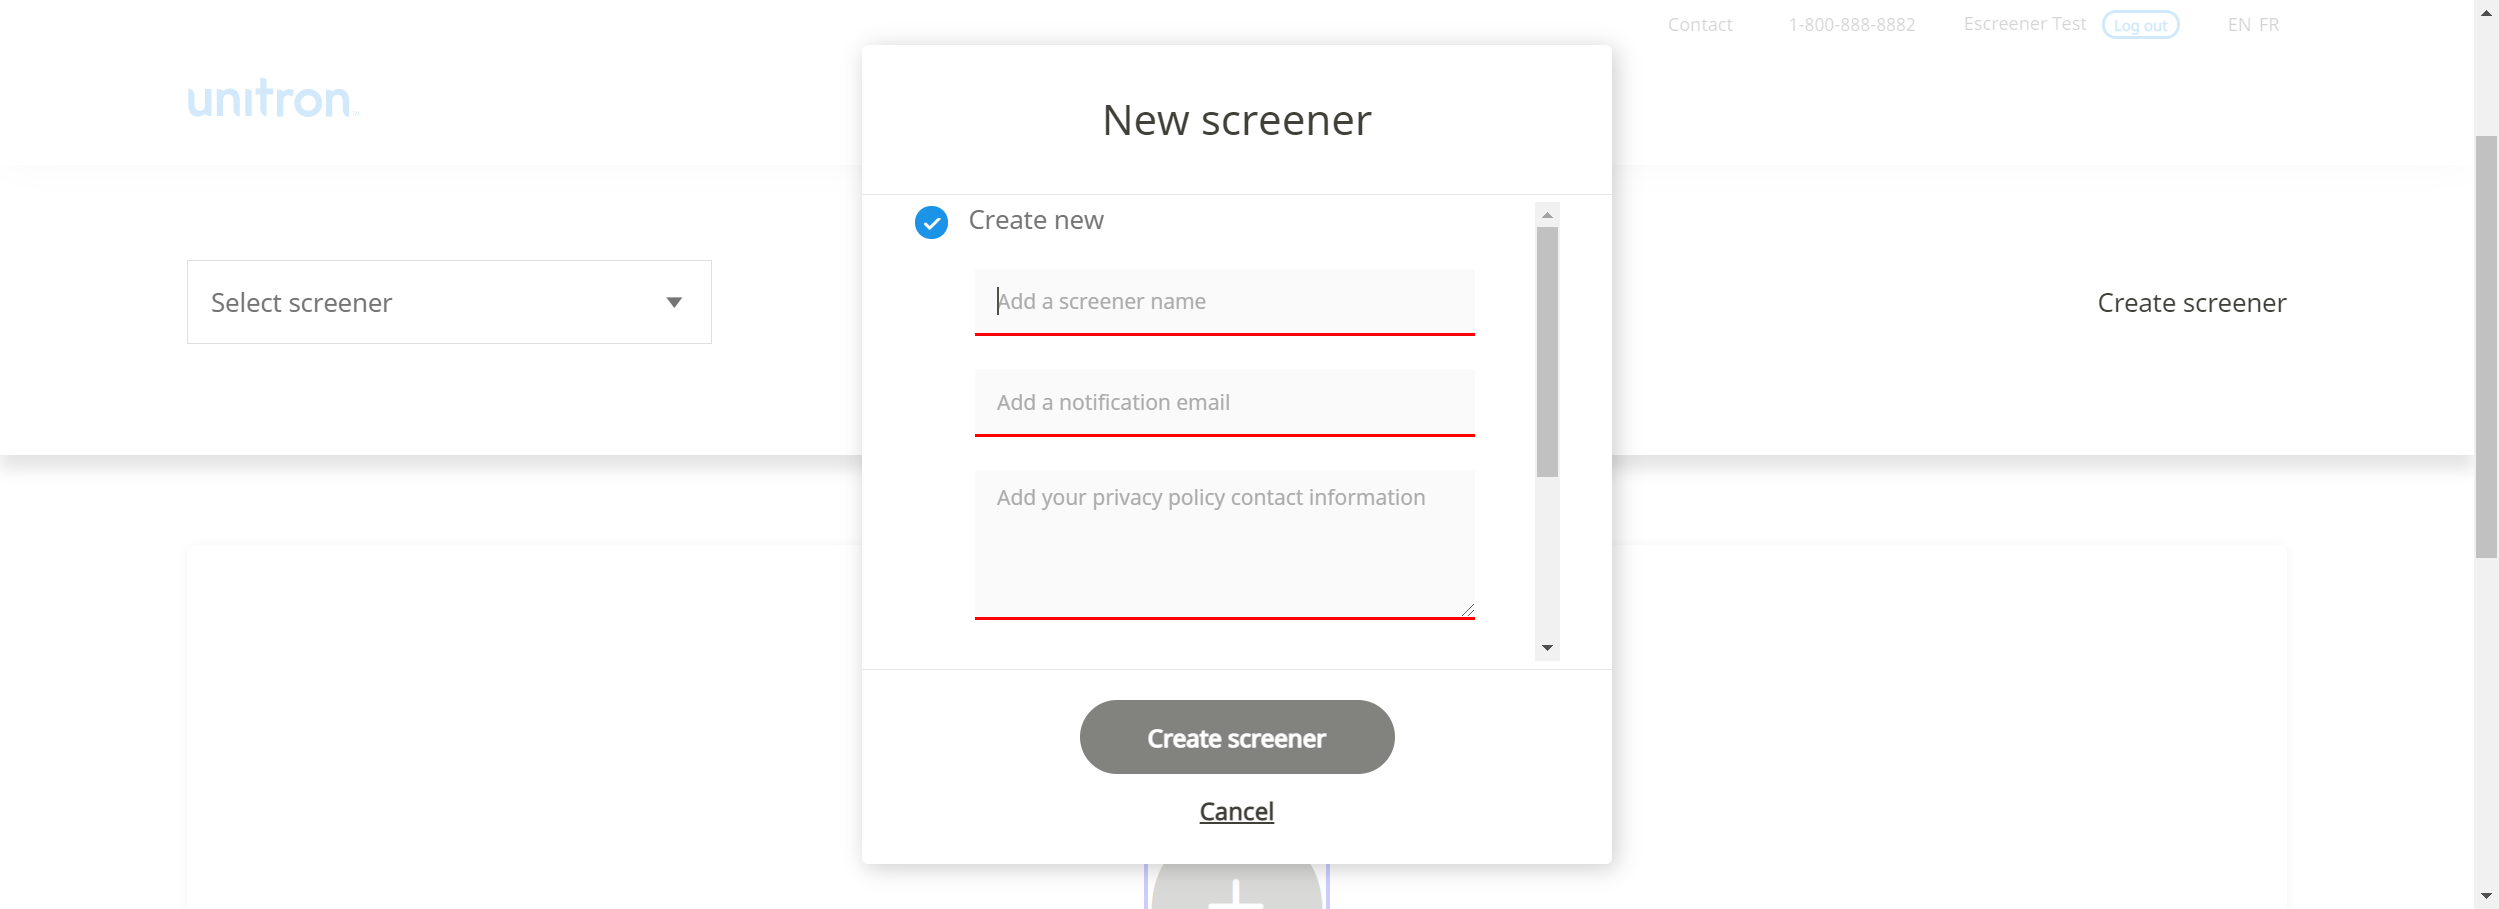 Contact 1-800-888-8882 Escreener Test Log out EN FR
unitron
New screener
Create new
Select screener
Add a screener name
Create screener
Add a notification email
Add your privacy policy contact information
Create screener
Cancel